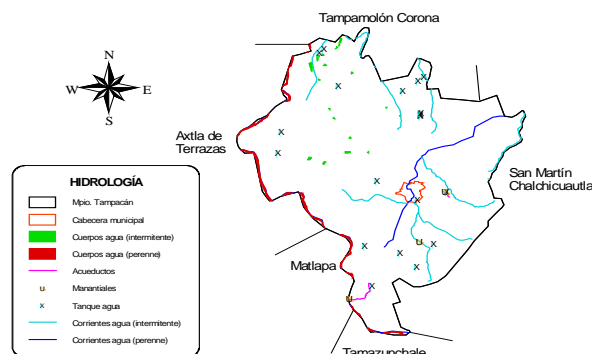 Tampamolón Corona
N
W
E
S
Axtla de
Terrazas
San Martín
Chalchicuautla
HIDROLOGÍA
Mpio. Tampacán
Cabecera municipal
Cuerpos agua (intermitente)
Cuerpos agua (perenne)
Acueductos
u Manantiales
x Tanque agua
Corrientes agua (intermitente)
Corrientes agua (perenne)
Matlapa
Tamazunchale